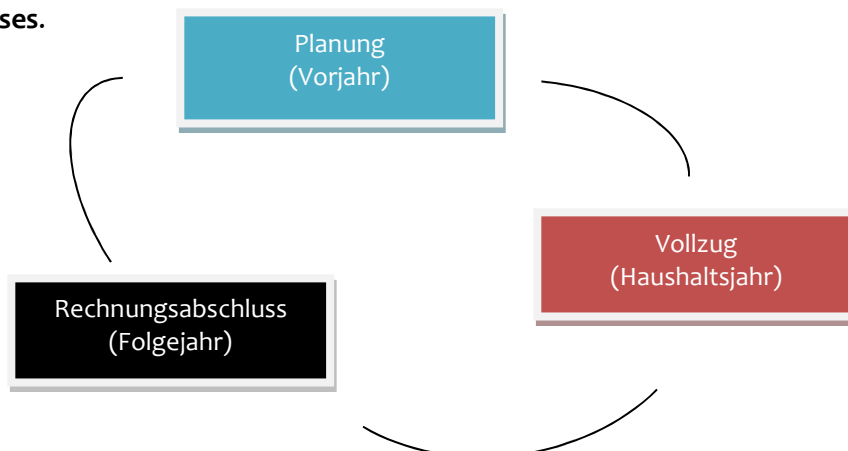 ses.
Planung
(Vorjahr)
Vollzug
(Haushaltsjahr)
Rechnungsabschluss
(Folgejahr)